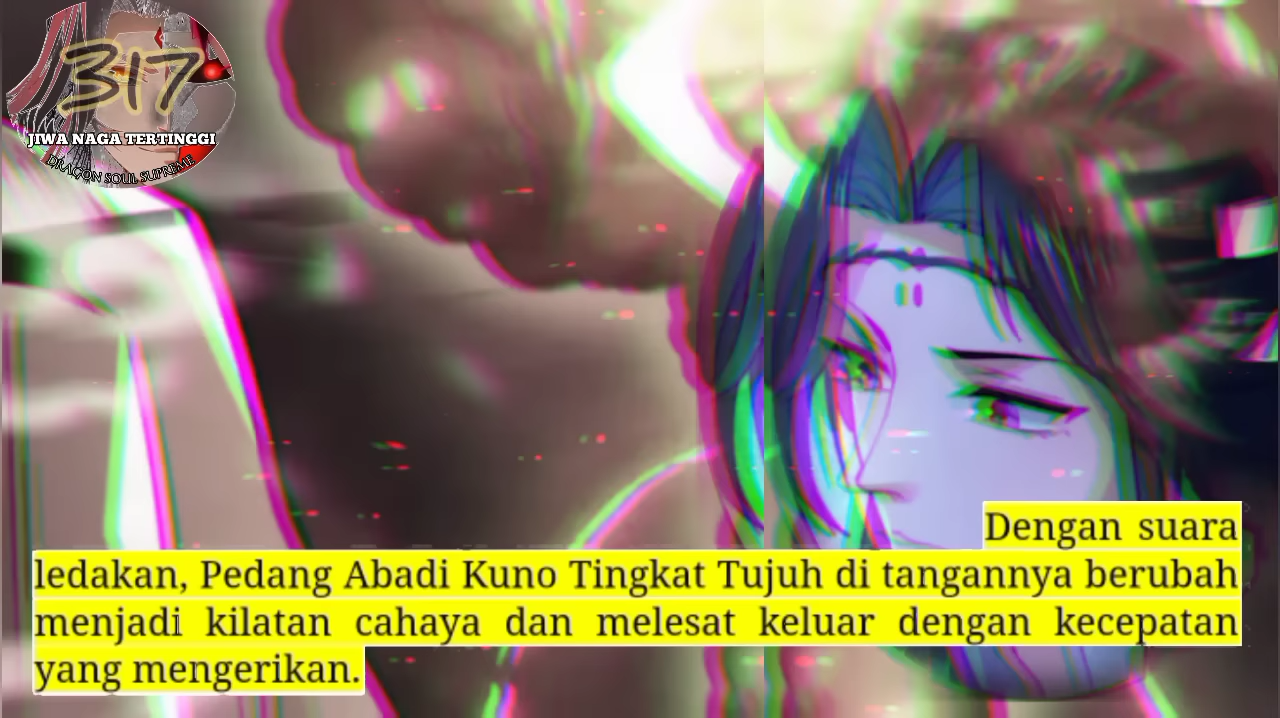 317
JIWA NAGA TERTINGGI
DRAGON SOUL SUPREME
Dengan suara
ledakan, Pedang Abadi Kuno Tingkat Tujuh di tangannya berubah
menjadi kilatan cahaya dan melesat keluar dengan kecepatan
yang mengerikan.